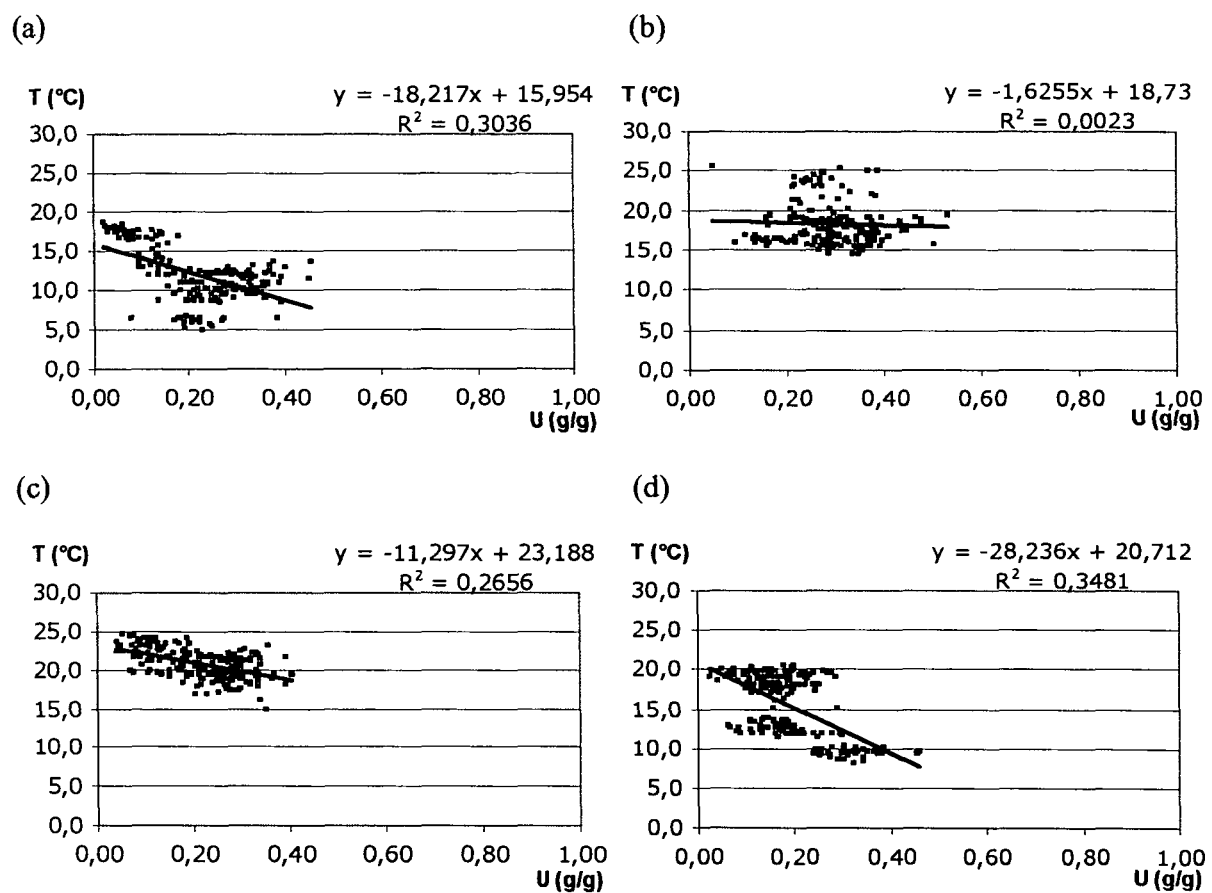 (a)
T (°C)
y = -18,217x + 15,954
R² = 0,3036
30,0
25,0
20,0
15,0
10,0
5,0
0,0
0,00 0,20 0,40 0,60 0,80 1,00
U (g/g)
(b)
T (°C)
y = -1,6255x + 18,73
R² = 0,0023
30,0
25,0
20,0
15,0
10,0
5,0
0,0
0,00 0,20 0,40 0,60 0,80 1,00
U (g/g)
(c)
T (°C)
y = -11,297x + 23,188
R² = 0,2656
30,0
25,0
20,0
15,0
10,0
5,0
0,0
0,00 0,20 0,40 0,60 0,80 1,00
U (g/g)
(d)
T (°C)
y = -28,236x + 20,712
R² = 0,3481
30,0
25,0
20,0
15,0
10,0
5,0
0,0
0,00 0,20 0,40 0,60 0,80 1,00
U (g/g)